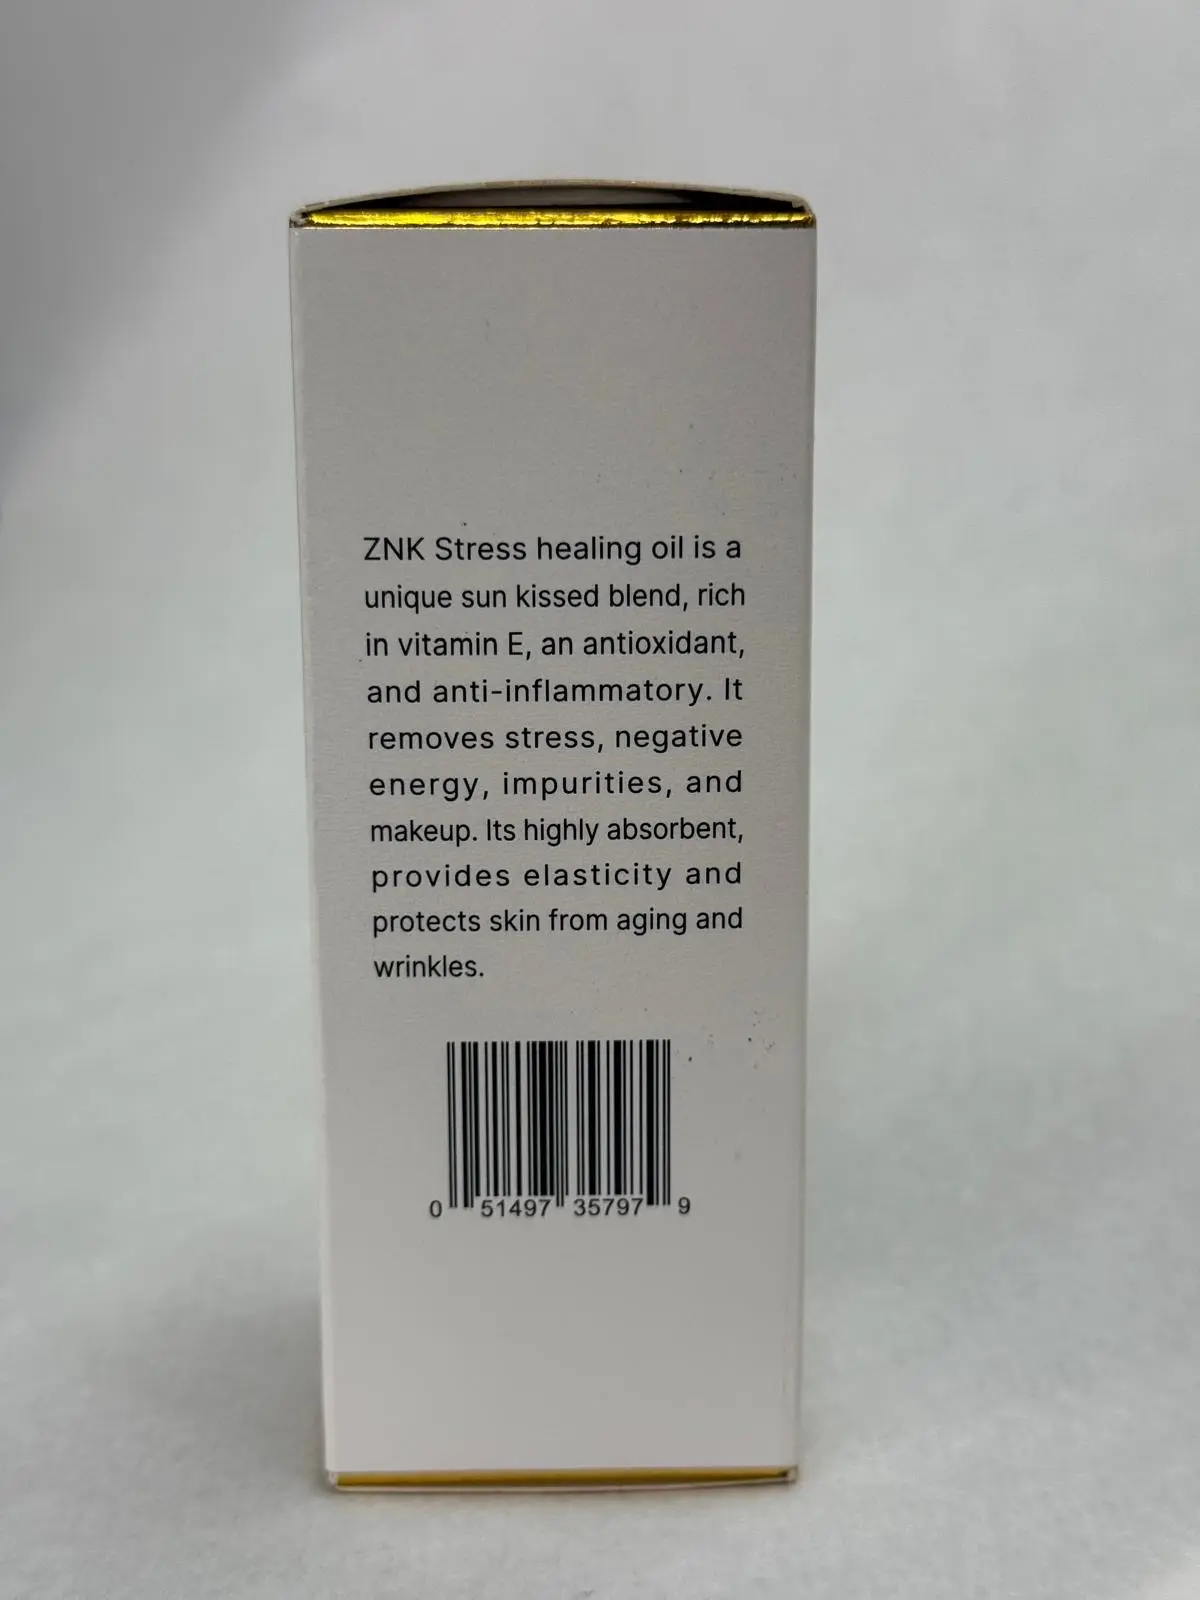 ZNK Stress healing oil is a
unique sun kissed blend, rich
in vitamin E, an antioxidant,
and anti-inflammatory. It
removes stress, negative
energy, impurities, and
makeup. Its highly absorbent,
provides elasticity and
protects skin from aging and
wrinkles.
0 51497 35797 9